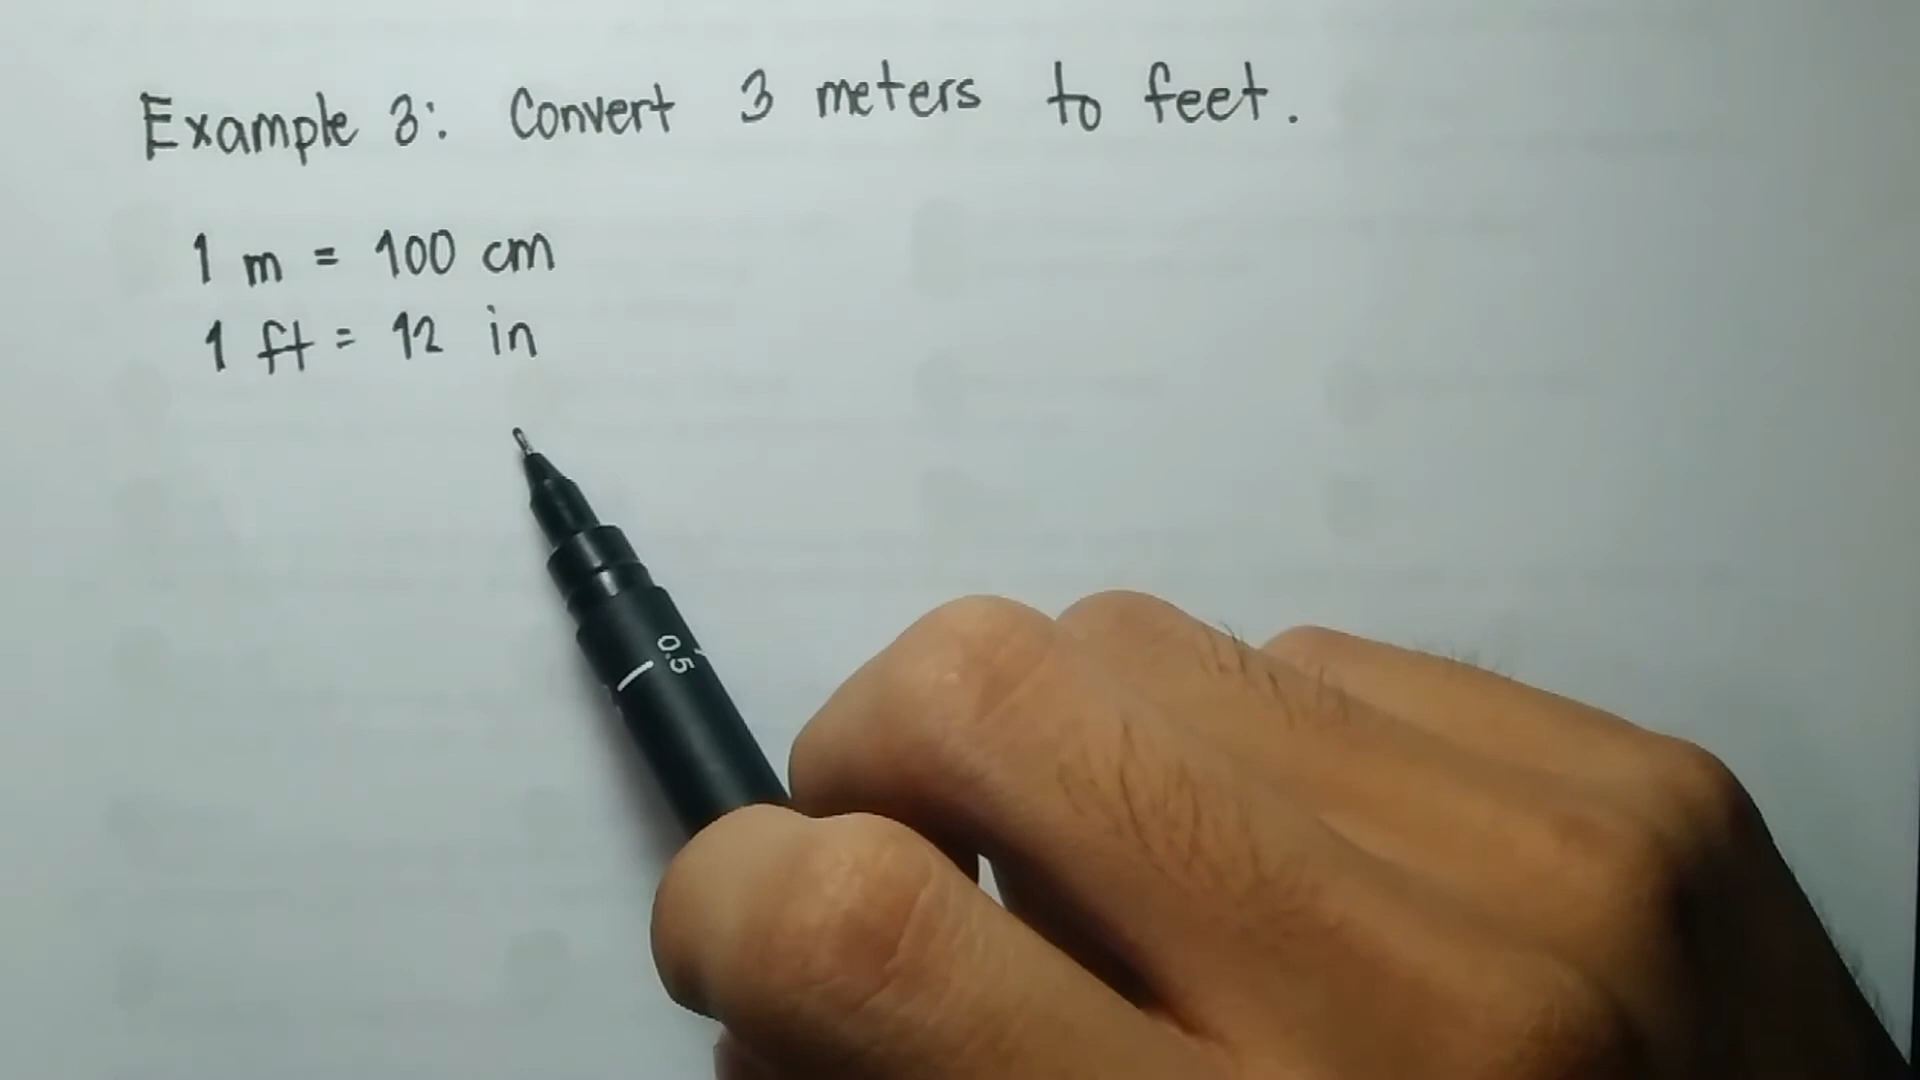 Example 3: Convert 3 meters to feet.
1 m = 100 cm
1 ft = 12 in
0.5